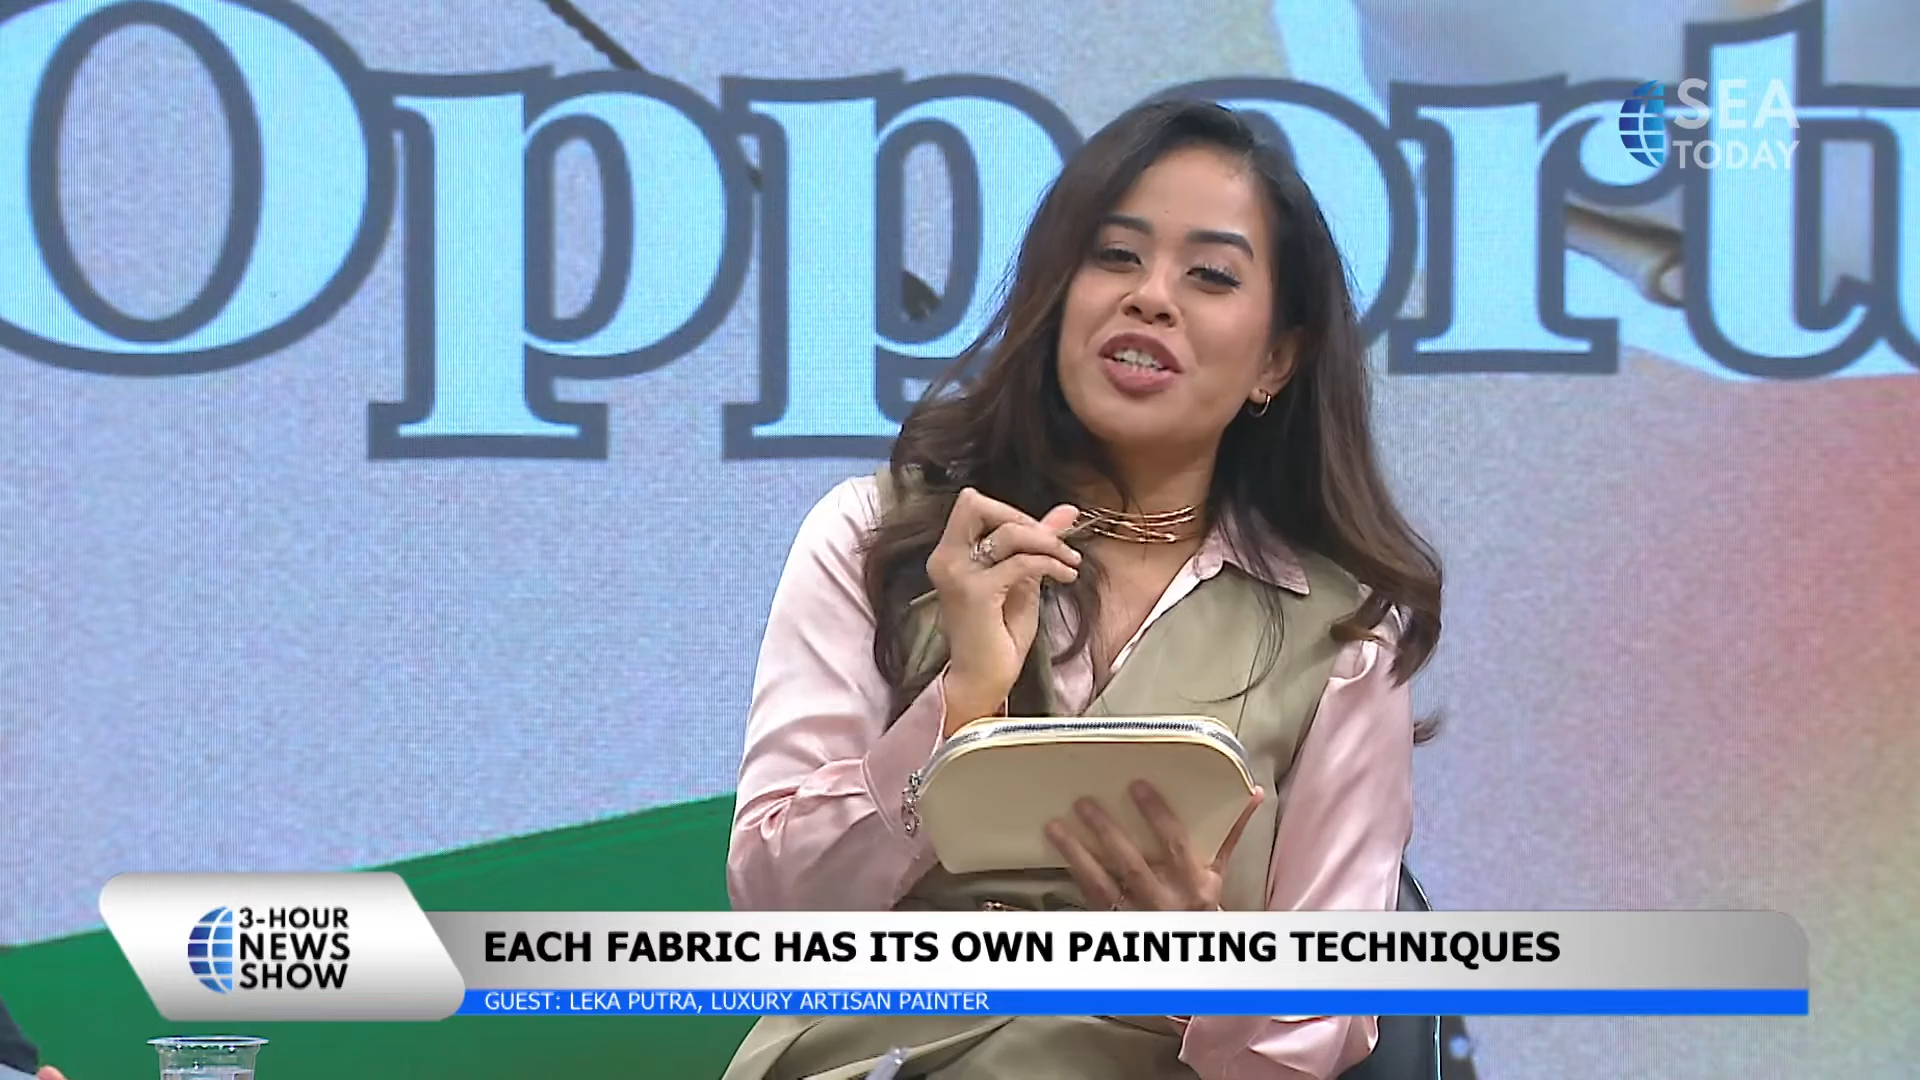 Opportu
SEA
TODAY
3-HOUR
NEWS
SHOW
EACH FABRIC HAS ITS OWN PAINTING TECHNIQUES
GUEST: LEKA PUTRA, LUXURY ARTISAN PAINTER